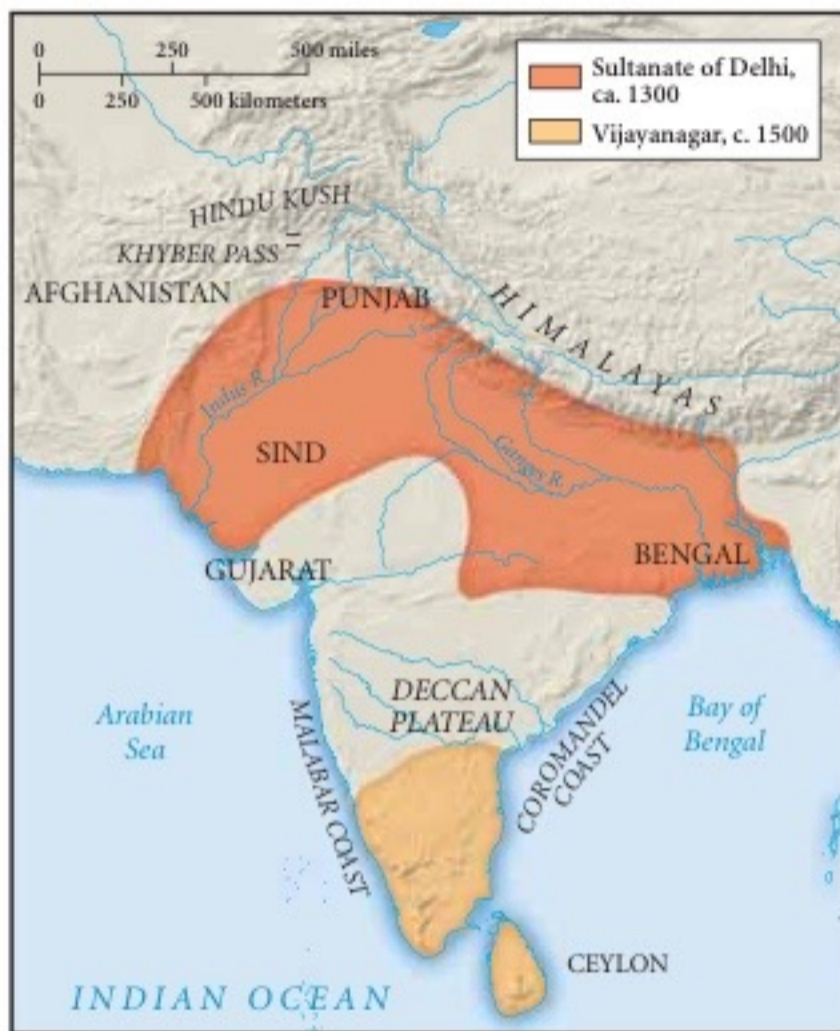 0 250 500 miles
0 250 500 kilometers
Sultanate of Delhi,
ca. 1300
Vijayanagar, c. 1500
HINDU KUSH
KHYBER PASS
AFGHANISTAN
PUNJAB
HIMALAYAS
Indus R.
SIND
Ganges R.
GUJARAT
BENGAL
DECCAN
PLATEAU
Arabian
Sea
MALABAR COAST
COROMANDEL
COAST
Bay of
Bengal
CEYLON
INDIAN OCEAN